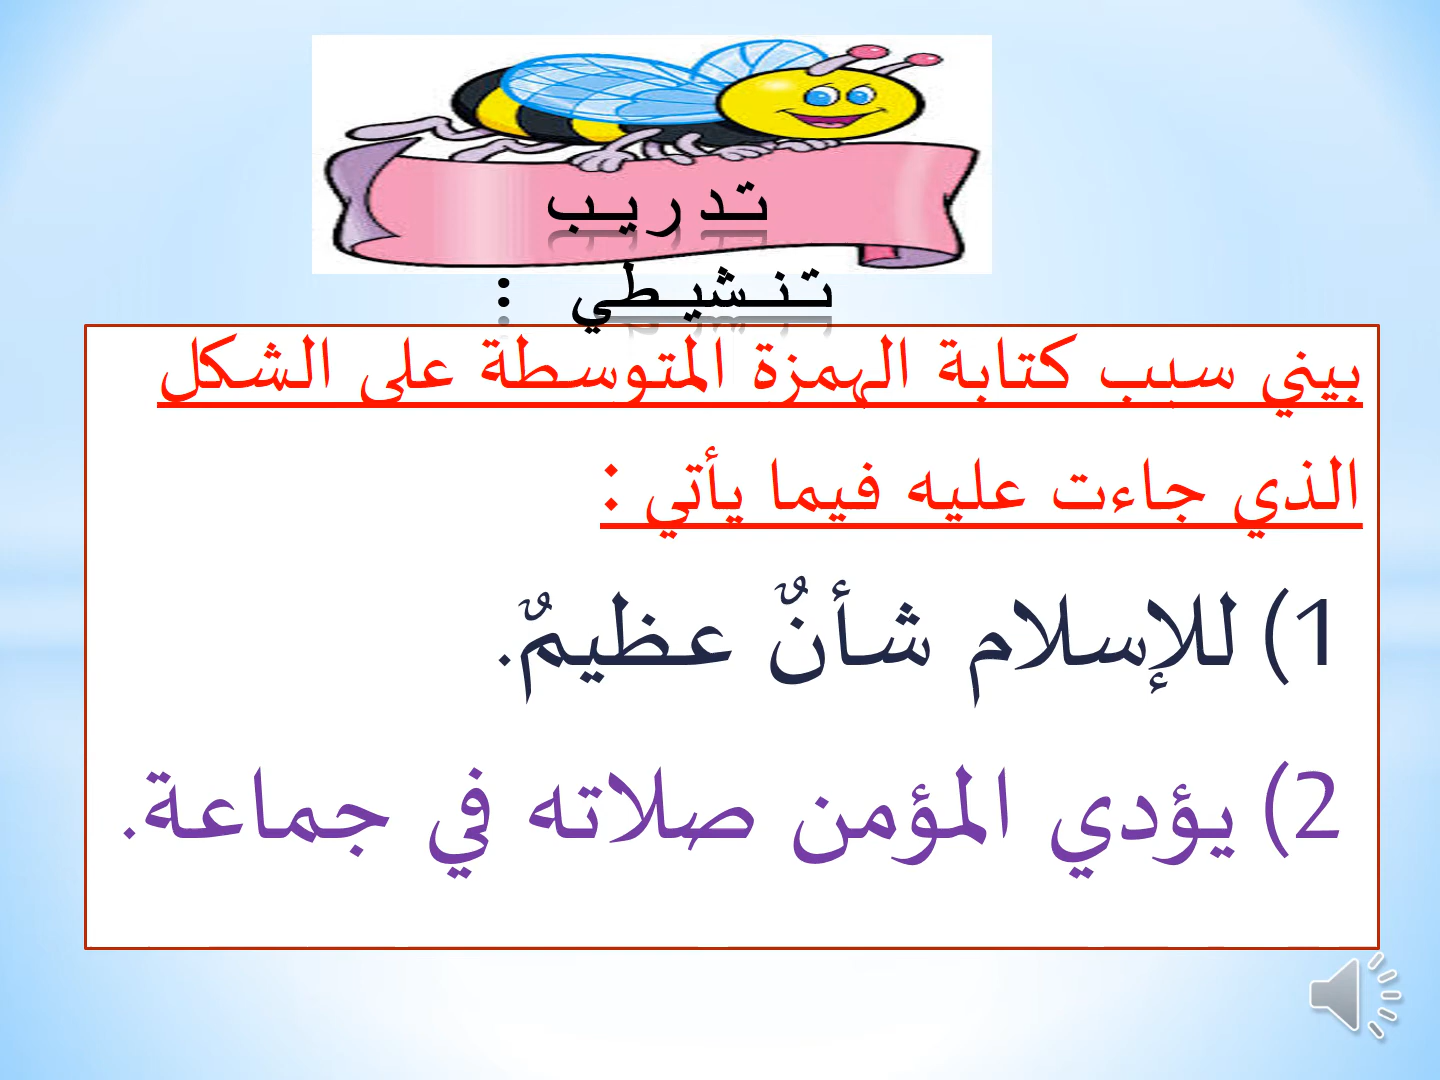 تدريب
تنشيطي :
بيني سبب كتابة الهمزة المتوسطة على الشكل
الذي جاءت عليه فيما يأتي :
1) للإسلام شأنٌ عظيمٌ.
2) يؤدي المؤمن صلاته في جماعة.